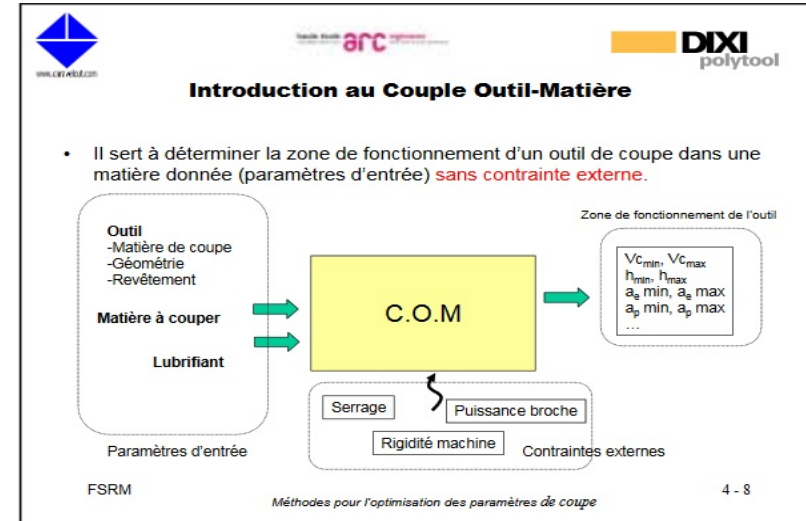 www.caravelout.com
arc
DIXI
polytool
Introduction au Couple Outil-Matière
• Il sert à déterminer la zone de fonctionnement d'un outil de coupe dans une
matière donnée (paramètres d'entrée) sans contrainte externe.
Zone de fonctionnement de l'outil
Outil
-Matière de coupe
-Géométrie
-Revêtement
Matière à couper
Lubrifiant
C.O.M
Vcmin, Vcmax
hmin, hmax
ae min, ae max
ap min, ap max
...
Serrage
Puissance broche
Rigidité machine
Paramètres d'entrée
Contraintes externes
FSRM
Méthodes pour l'optimisation des paramètres de coupe
4 - 8